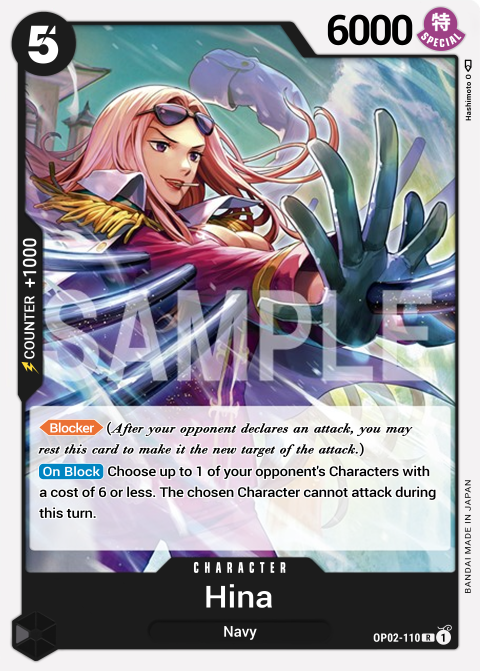 5
6000
特
SPECIAL
Hashimoto Q
COUNTER +1000
SAMPLE
Blocker (After your opponent declares an attack, you may
rest this card to make it the new target of the attack.)
On Block Choose up to 1 of your opponent's Characters with
a cost of 6 or less. The chosen Character cannot attack during
this turn.
BANDAI MADE IN JAPAN
CHARACTER
Hina
Navy
OP02-110 R 1